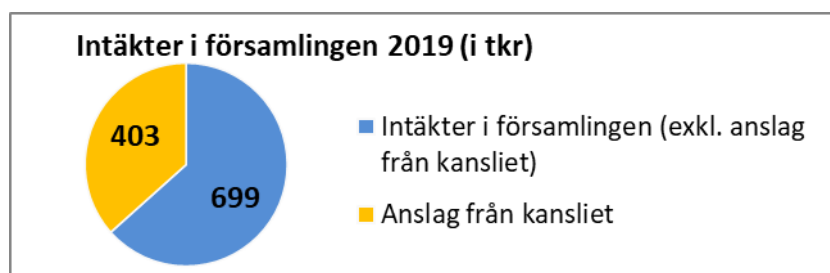 Intäkter i församlingen 2019 (i tkr)
403
699
Intäkter i församlingen (exkl. anslag
från kansliet)
Anslag från kansliet